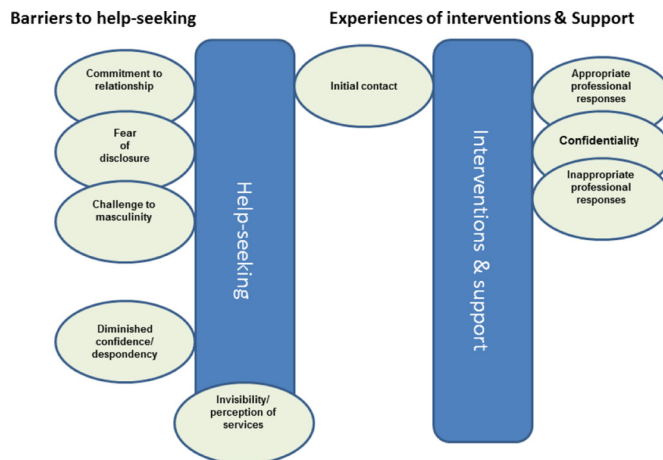 Barriers to help-seeking
Experiences of interventions & Support
Commitment to
relationship
Fear
of
disclosure
Challenge to
masculinity
Diminished
confidence/
despondency
Invisibility/
perception of
services
Help-seeking
Initial contact
Interventions & support
Appropriate
professional
responses
Confidentiality
Inappropriate
professional
responses